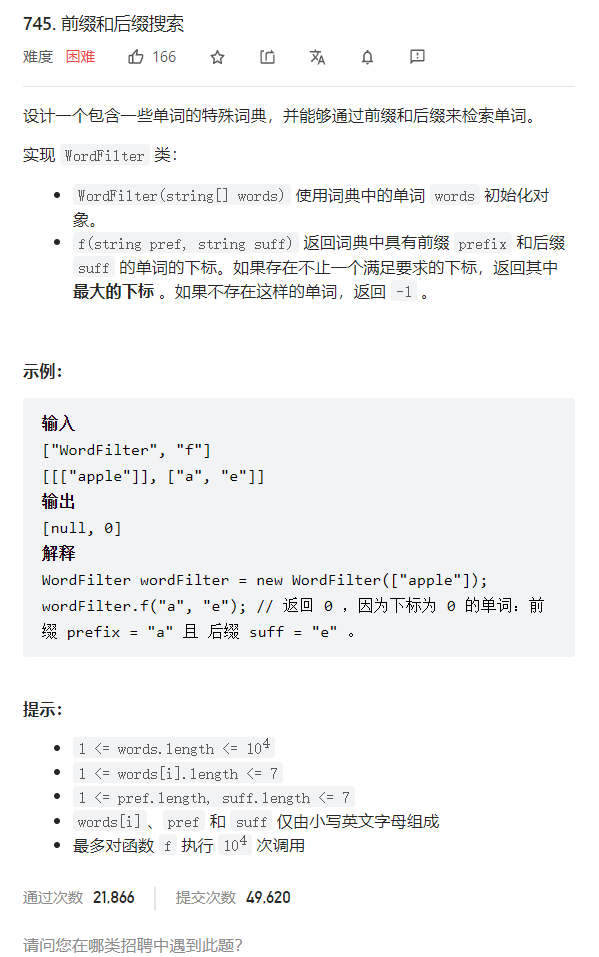 745. 前缀和后缀搜索
难度 困难 166
设计一个包含一些单词的特殊词典，并能够通过前缀和后缀来检索单词。
实现 WordFilter 类：
WordFilter(string[] words) 使用词典中的单词 words 初始化对
象。
f(string pref, string suff) 返回词典中具有前缀 prefix 和后缀
suff 的单词的下标。如果存在不止一个满足要求的下标，返回其中
最大的下标 。如果不存在这样的单词，返回 -1 。
示例：
输入
["WordFilter", "f"]
[[["apple"]], ["a", "e"]]
输出
[null, 0]
解释
WordFilter wordFilter = new WordFilter(["apple"]);
wordFilter.f("a", "e"); // 返回 0 ，因为下标为 0 的单词：前
缀 prefix = "a" 且 后缀 suff = "e" 。
提示：
1 <= words.length <= 10⁴
1 <= words[i].length <= 7
1 <= pref.length, suff.length <= 7
words[i]、pref 和 suff 仅由小写英文字母组成
最多对函数 f 执行 10⁴ 次调用
通过次数 21,866 提交次数 49,620
请问您在哪类招聘中遇到此题？